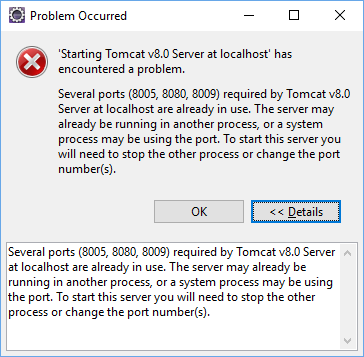 Problem Occurred
'Starting Tomcat v8.0 Server at localhost' has
encountered a problem.
Several ports (8005, 8080, 8009) required by Tomcat v8.0
Server at localhost are already in use. The server may
already be running in another process, or a system
process may be using the port. To start this server you
will need to stop the other process or change the port
number(s).
OK
<< Details
Several ports (8005, 8080, 8009) required by Tomcat v8.0 Server
at localhost are already in use. The server may already be
running in another process, or a system process may be using
the port. To start this server you will need to stop the other
process or change the port number(s).